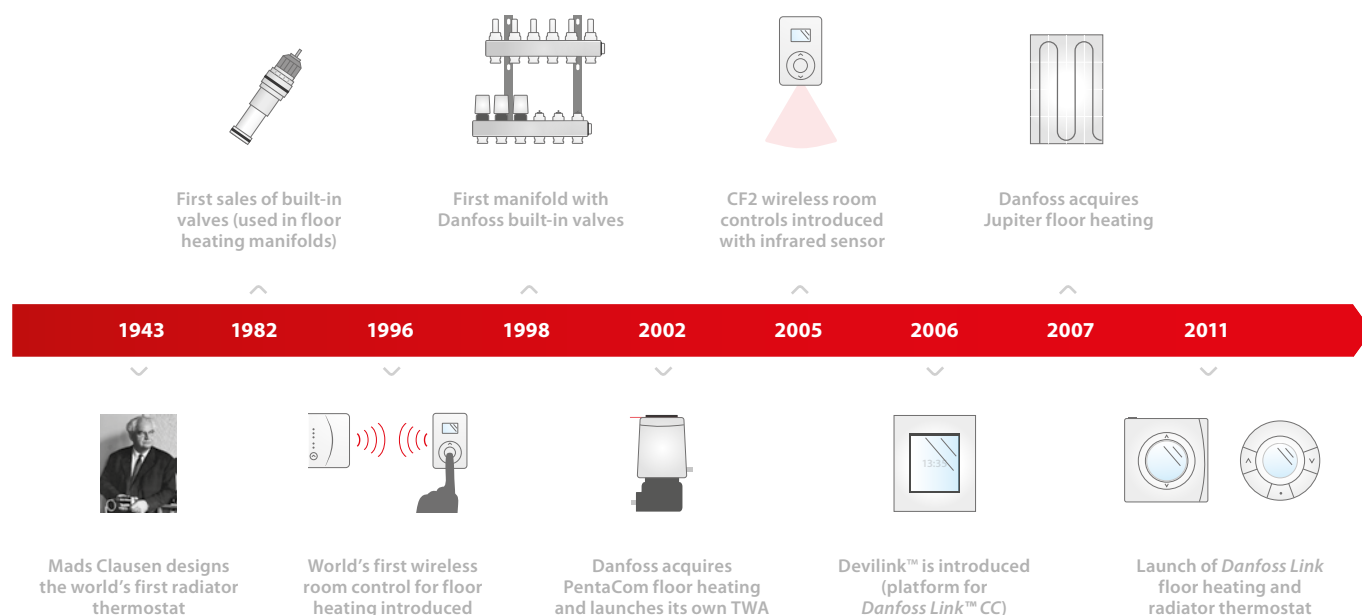 First sales of built-in
valves (used in floor
heating manifolds)
First manifold with
Danfoss built-in valves
CF2 wireless room
controls introduced
with infrared sensor
Danfoss acquires
Jupiter floor heating
1943 1982 1996 1998 2002 2005 2006 2007 2011
13:35
Mads Clausen designs
the world's first radiator
thermostat
World's first wireless
room control for floor
heating introduced
Danfoss acquires
PentaCom floor heating
and launches its own TWA
Devilink™ is introduced
(platform for
Danfoss Link™ CC)
Launch of Danfoss Link
floor heating and
radiator thermostat